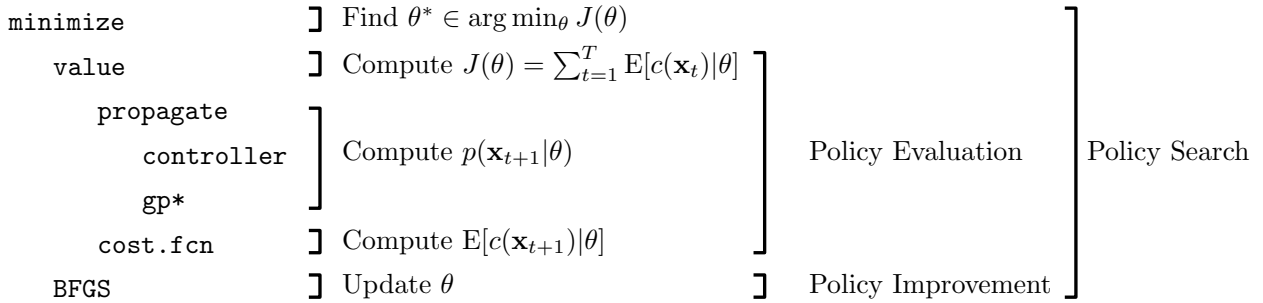 minimize Find θ* ∈ arg min_θ J(θ)
value Compute J(θ) = ∑_{t=1}^{T} E[c(x_t)|θ]
propagate
controller Compute p(x_{t+1}|θ) Policy Evaluation Policy Search
gp*
cost.fcn Compute E[c(x_{t+1})|θ]
BFGS Update θ Policy Improvement